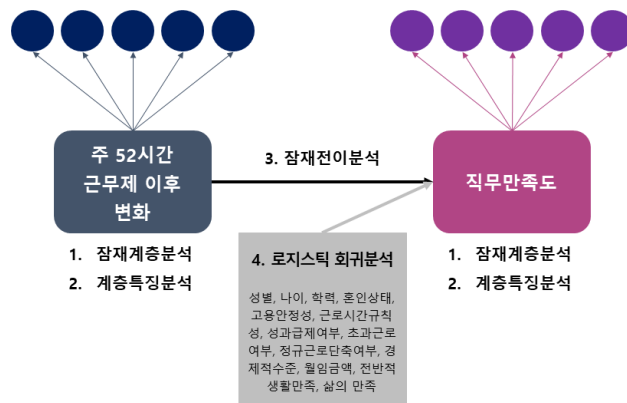 주 52시간
근무제 이후
변화
3. 잠재전이분석
직무만족도
1. 잠재계층분석
2. 계층특징분석
4. 로지스틱 회귀분석
성별, 나이, 학력, 혼인상태,
고용안정성, 근로시간규칙
성, 성과급제여부, 초과근로
여부, 정규근로단축여부, 경
제적수준, 월임금액, 전반적
생활만족, 삶의 만족
1. 잠재계층분석
2. 계층특징분석